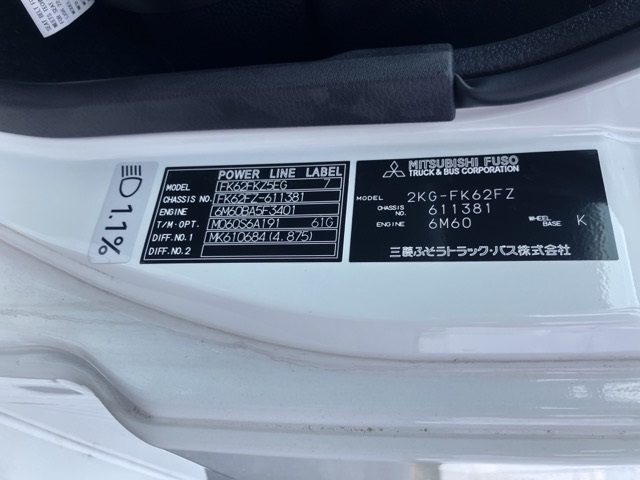 1.1%
POWER LINE LABEL
MODEL FK62FKZ5EG 7
CHASSIS NO. FK62FZ-611381
ENGINE 6M60BA5F3401
T/M-OPT. M060S6A191 61G
DIFF.NO.1 MK610684(4.875)
DIFF.NO.2
MITSUBISHI FUSO
TRUCK & BUS CORPORATION
MODEL 2KG-FK62FZ
CHASSIS NO. 611381
ENGINE 6M60 WHEEL BASE K
三菱ふそうトラック・バス株式会社